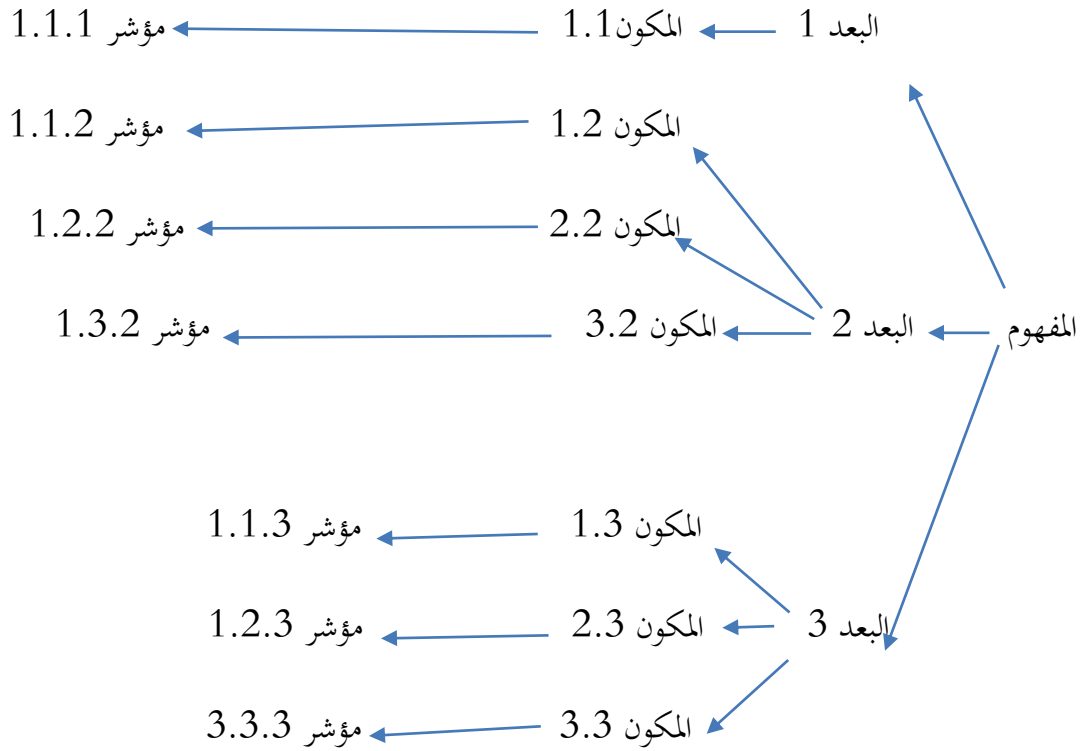 البعد 1 المكون1.1 مؤشر 1.1.1
المكون 1.2 مؤشر 1.1.2
المكون 2.2 مؤشر 1.2.2
المفهوم البعد 2 المكون 3.2 مؤشر 1.3.2
المكون 1.3 مؤشر 1.1.3
البعد 3 المكون 2.3 مؤشر 1.2.3
المكون 3.3 مؤشر 3.3.3